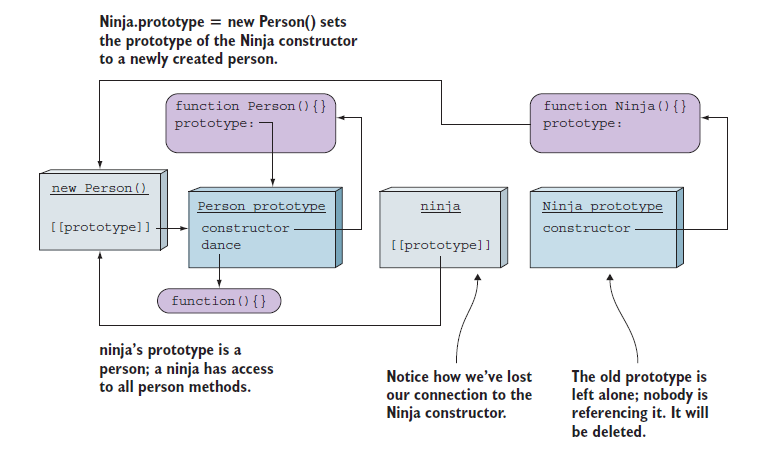 Ninja.prototype = new Person() sets
the prototype of the Ninja constructor
to a newly created person.
function Person(){}
prototype:
function Ninja(){}
prototype:
new Person()
[[prototype]]
Person prototype
constructor
dance
ninja
[[prototype]]
Ninja prototype
constructor
function(){}
ninja's prototype is a
person; a ninja has access
to all person methods.
Notice how we've lost
our connection to the
Ninja constructor.
The old prototype is
left alone; nobody is
referencing it. It will
be deleted.